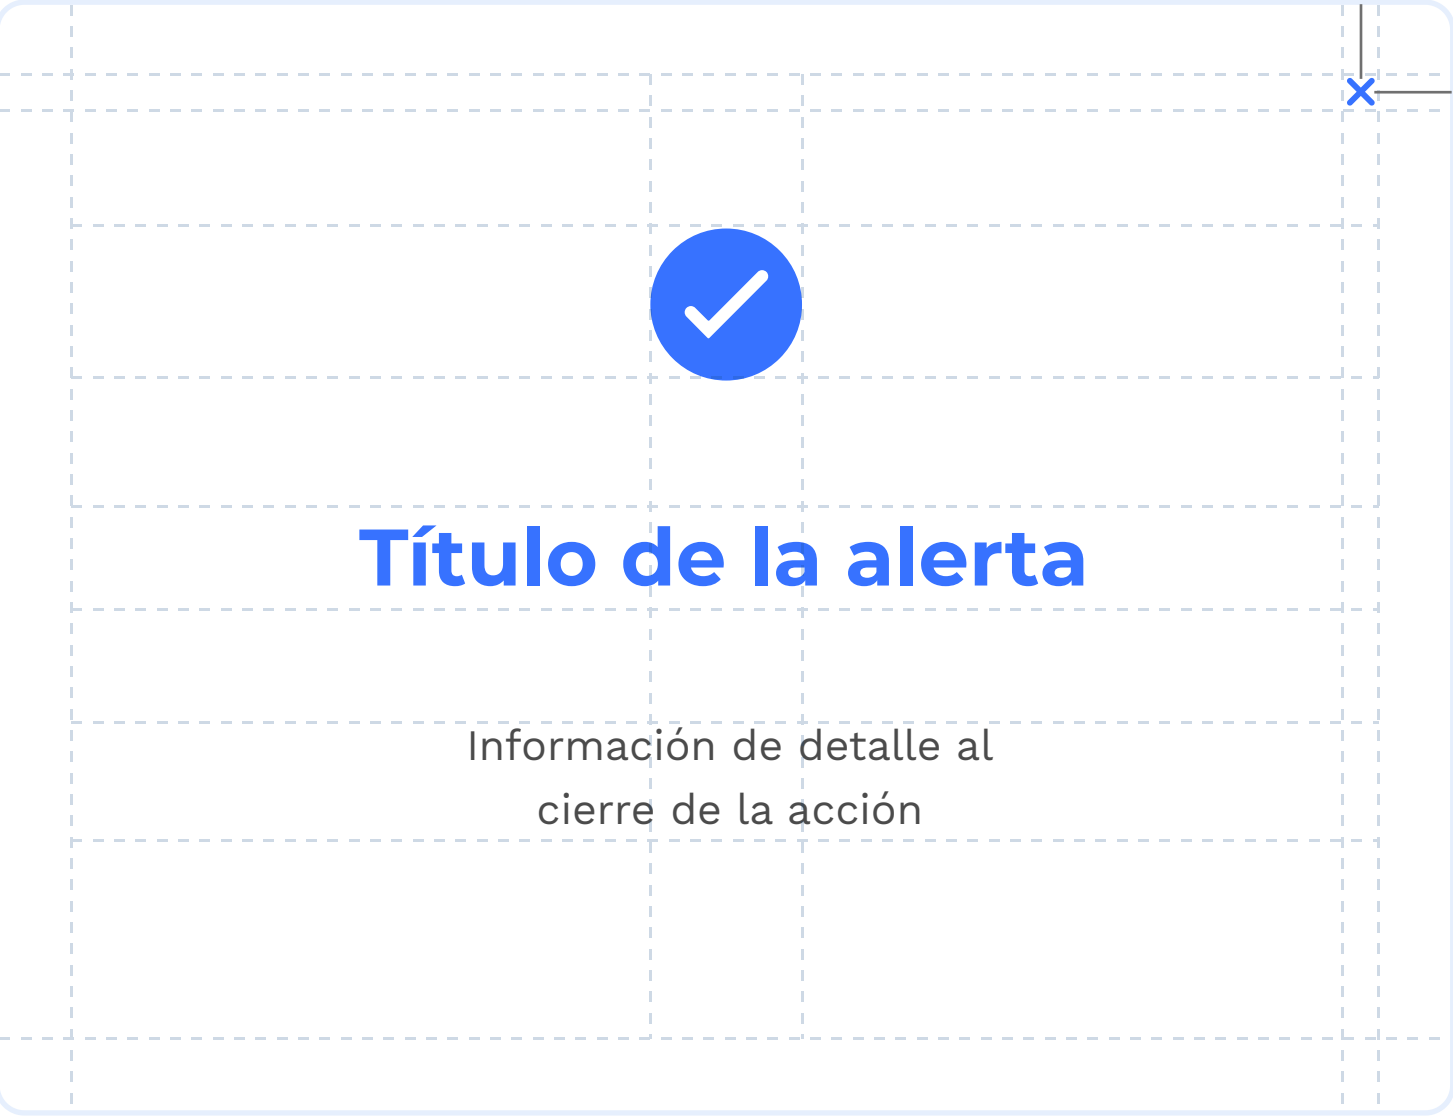 Título de la alerta
Información de detalle al
cierre de la acción